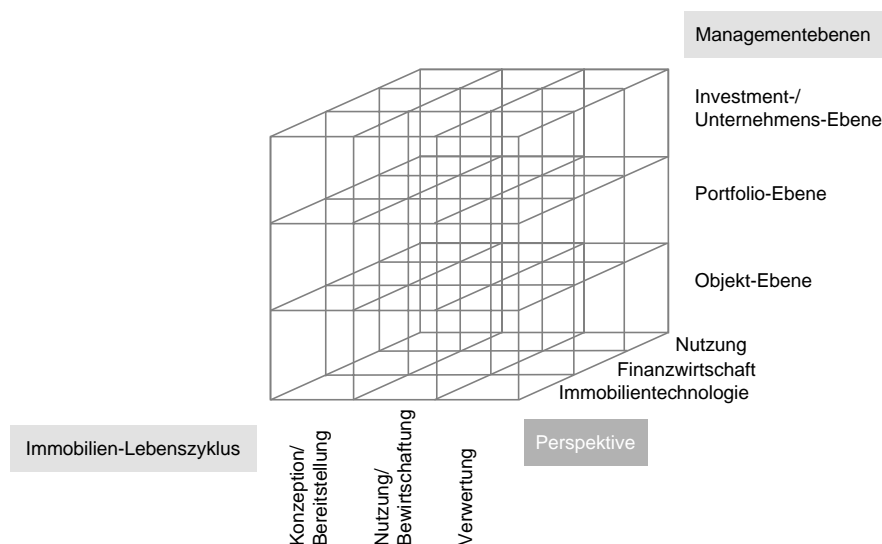 Managementebenen
Investment-/
Unternehmens-Ebene
Portfolio-Ebene
Objekt-Ebene
Nutzung
Finanzwirtschaft
Immobilientechnologie
Perspektive
Immobilien-Lebenszyklus
Konzeption/
Bereitstellung
Nutzung/
Bewirtschaftung
Verwertung